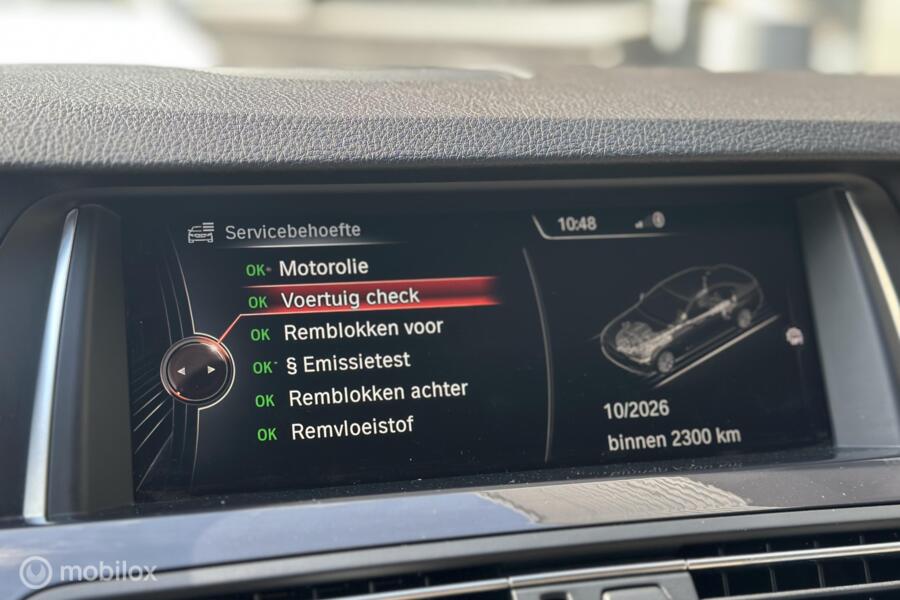 Servicebehoefte
10:48
OK Motorolie
OK Voertuig check
OK Remblokken voor
OK § Emissietest
OK Remblokken achter
OK Remvloeistof
10/2026
binnen 2300 km
mobilox